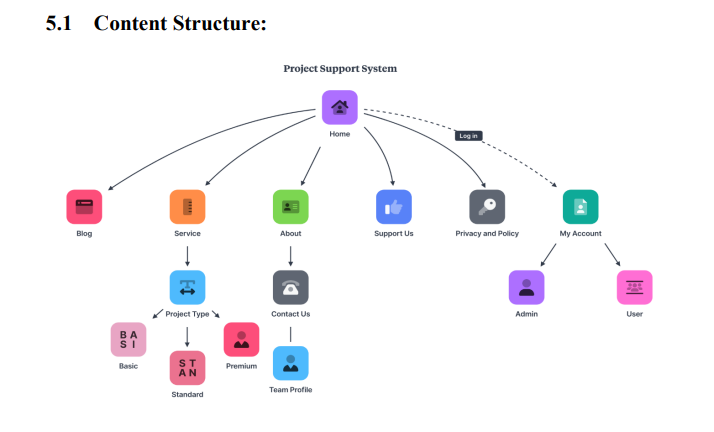 5.1 Content Structure:
Project Support System
Home
Log in
Blog
Service
About
Support Us
Privacy and Policy
My Account
Project Type
Contact Us
Admin
User
B A
S I
Basic
S T
A N
Standard
Premium
Team Profile